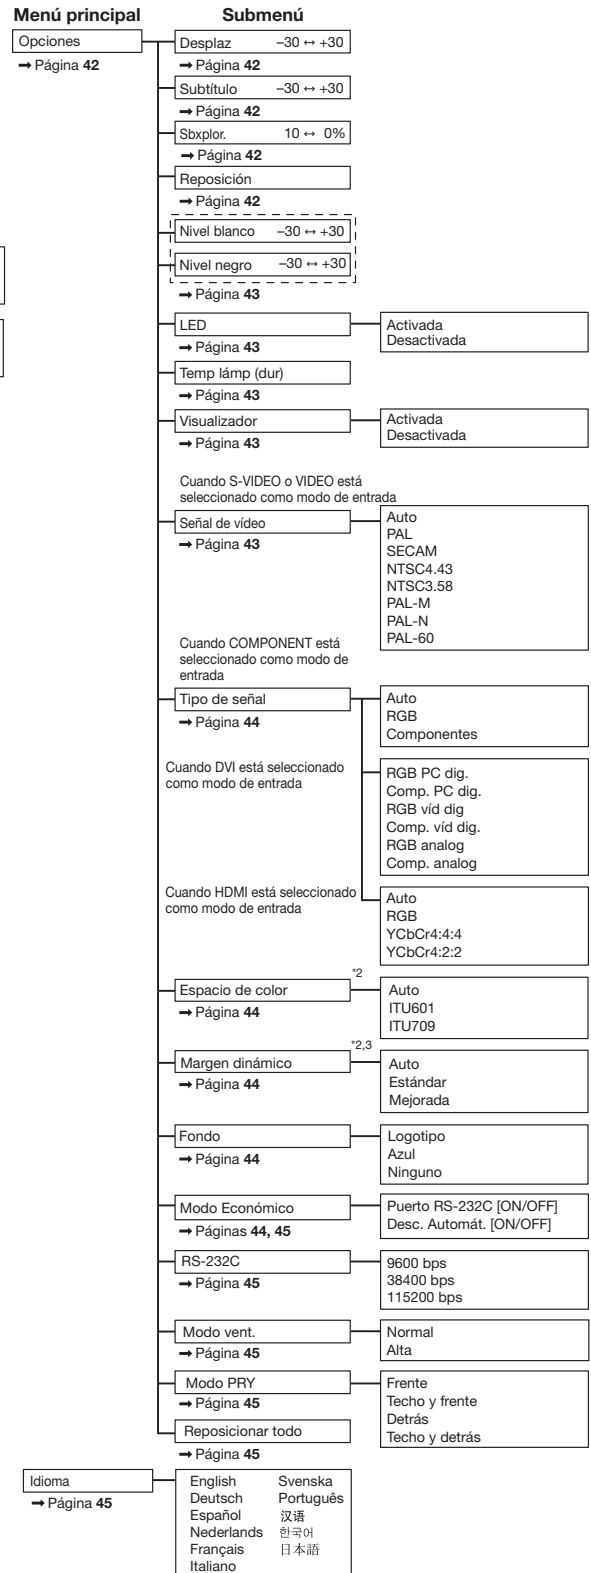 Menú principal Submenú
Opciones
➞ Página 42
Desplaz –30 ↔ +30
➞ Página 42
Subtítulo –30 ↔ +30
➞ Página 42
Sbxplor. 10 ↔ 0%
➞ Página 42
Reposición
➞ Página 42
Nivel blanco –30 ↔ +30
Nivel negro –30 ↔ +30
➞ Página 43
LED
➞ Página 43
Activada
Desactivada
Temp lámp (dur)
➞ Página 43
Visualizador
➞ Página 43
Activada
Desactivada
Cuando S-VIDEO o VIDEO está
seleccionado como modo de entrada
Señal de vídeo
➞ Página 43
Auto
PAL
SECAM
NTSC4.43
NTSC3.58
PAL-M
PAL-N
PAL-60
Cuando COMPONENT está
seleccionado como modo de
entrada
Tipo de señal
➞ Página 44
Auto
RGB
Componentes
Cuando DVI está seleccionado
como modo de entrada
RGB PC dig.
Comp. PC dig.
RGB víd dig
Comp. víd dig.
RGB analog
Comp. analog
Cuando HDMI está seleccionado
como modo de entrada
Auto
RGB
YCbCr4:4:4
YCbCr4:2:2
Espacio de color *2
➞ Página 44
Auto
ITU601
ITU709
Margen dinámico *2,3
➞ Página 44
Auto
Estándar
Mejorada
Fondo
➞ Página 44
Logotipo
Azul
Ninguno
Modo Económico
➞ Páginas 44, 45
Puerto RS-232C [ON/OFF]
Desc. Automát. [ON/OFF]
RS-232C
➞ Página 45
9600 bps
38400 bps
115200 bps
Modo vent.
➞ Página 45
Normal
Alta
Modo PRY
➞ Página 45
Frente
Techo y frente
Detrás
Techo y detrás
Reposicionar todo
➞ Página 45
Idioma
➞ Página 45
English Svenska
Deutsch Português
Español 汉语
Nederlands 한국어
Français 日本語
Italiano